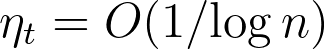 η_t = O(1/log n)